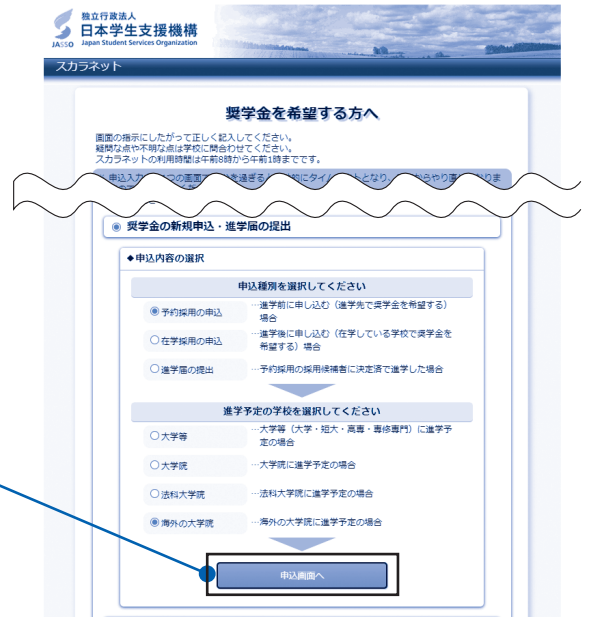 独立行政法人
日本学生支援機構
JASSO Japan Student Services Organization
スカラネット
奨学金を希望する方へ
画面の指示にしたがって正しく記入してください。
疑問な点や不明な点は学校に問合わせてください。
スカラネットの利用時間は午前8時から午前1時までです。
奨学金の新規申込・進学届の提出
◆申込内容の選択
申込種別を選択してください
予約採用の申込 …進学前に申し込む（進学先で奨学金を希望する）
場合
在学採用の申込 …進学後に申し込む（在学している学校で奨学金を
希望する）場合
進学届の提出 …予約採用の採用候補者に決定済で進学した場合
進学予定の学校を選択してください
大学等 …大学等（大学・短大・高専・専修専門）に進学予
定の場合
大学院 …大学院に進学予定の場合
法科大学院 …法科大学院に進学予定の場合
海外の大学院 …海外の大学院に進学予定の場合
申込画面へ